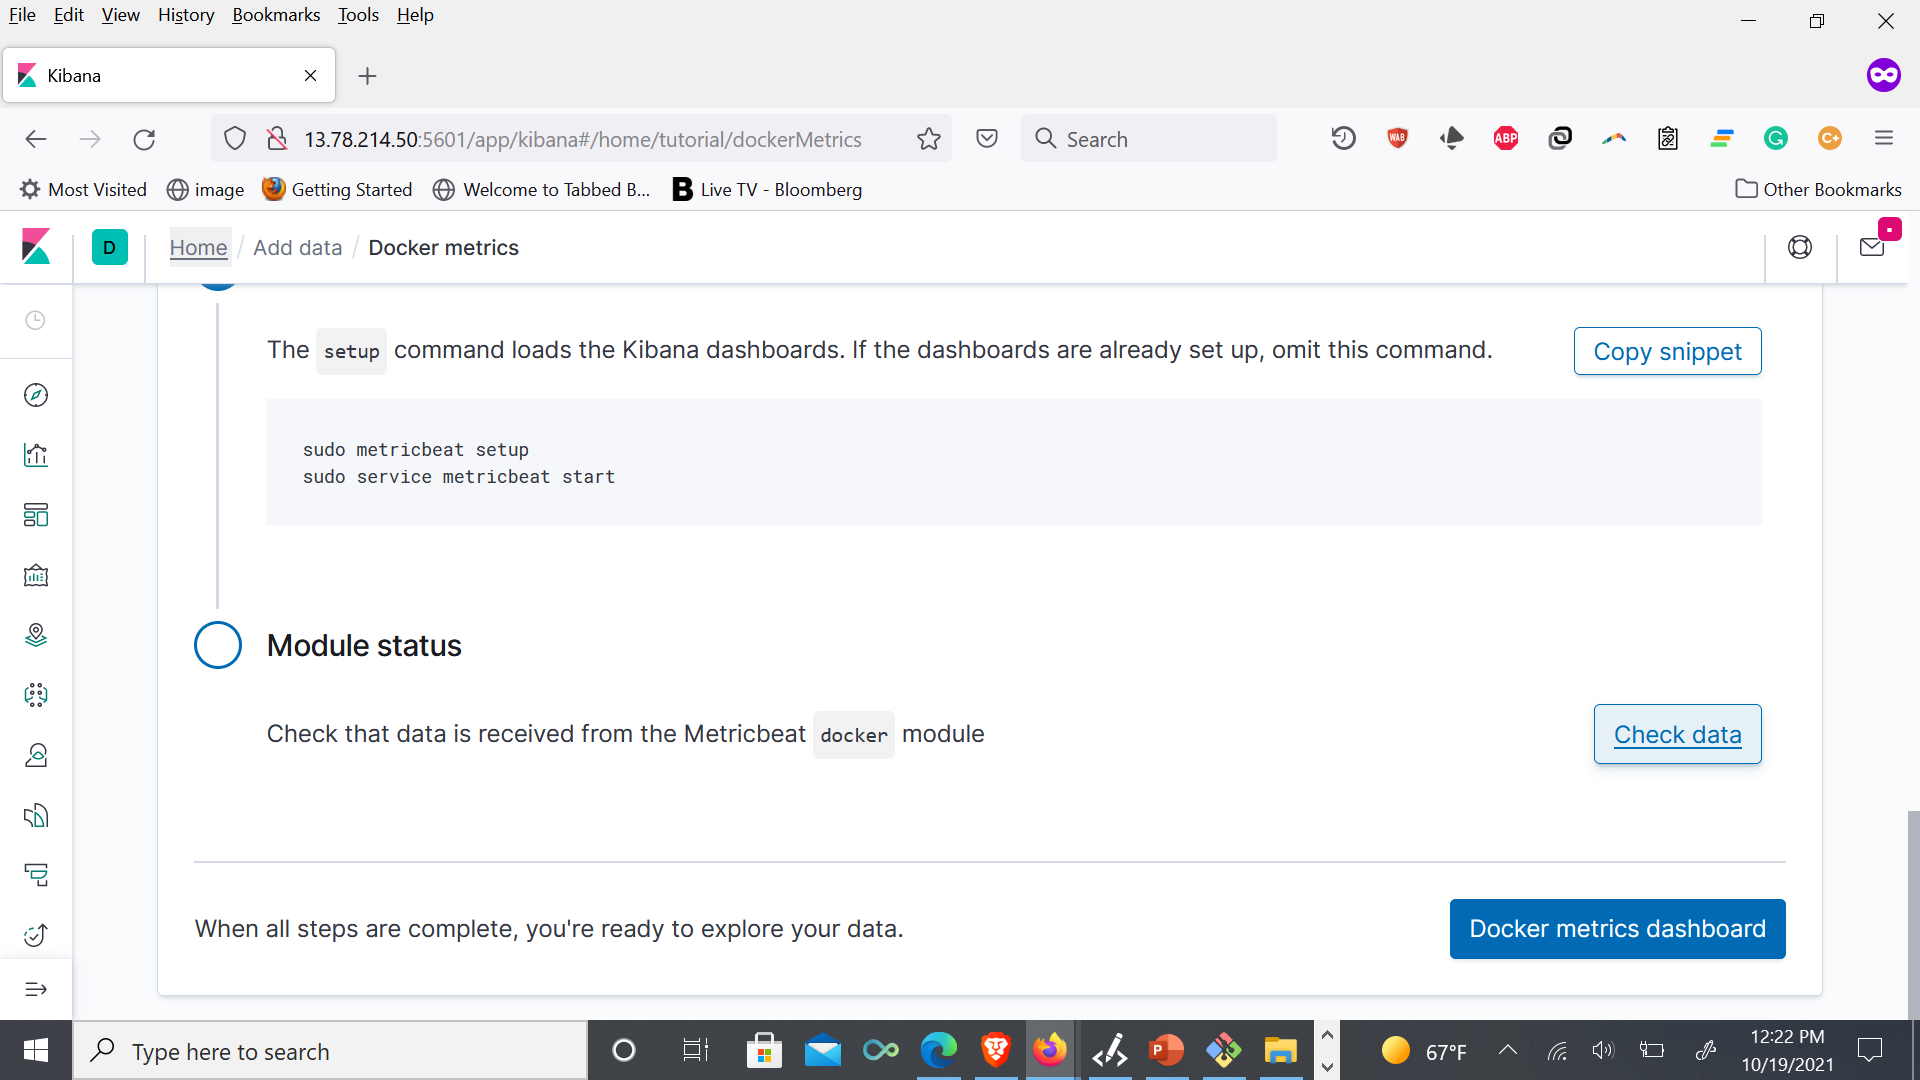 File Edit View History Bookmarks Tools Help
Kibana
13.78.214.50:5601/app/kibana#/home/tutorial/dockerMetrics
Search
WAB
ABP
G
C+
Most Visited
image
Getting Started
Welcome to Tabbed B...
B Live TV - Bloomberg
Other Bookmarks
D
Home / Add data / Docker metrics
The setup command loads the Kibana dashboards. If the dashboards are already set up, omit this command.
Copy snippet
sudo metricbeat setup
sudo service metricbeat start
Module status
Check that data is received from the Metricbeat docker module
Check data
When all steps are complete, you're ready to explore your data.
Docker metrics dashboard
Type here to search
P
67°F
12:22 PM
10/19/2021